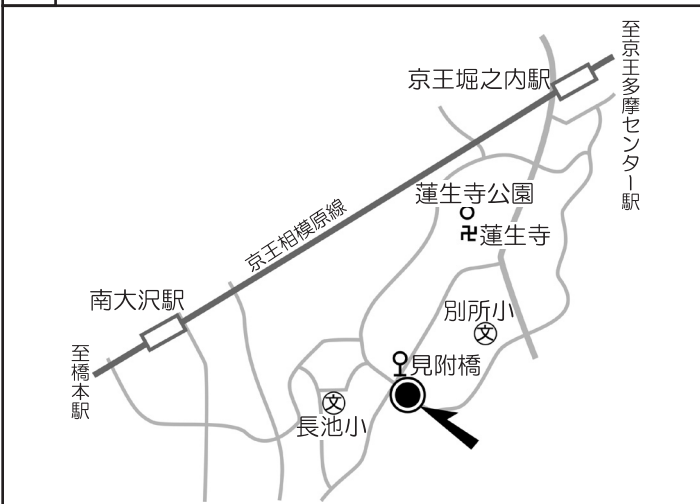 至京王多摩センター駅
京王堀之内駅
蓮生寺公園
卍蓮生寺
京王相模原線
南大沢駅
別所小
文
至橋本駅
見附橋
文
長池小